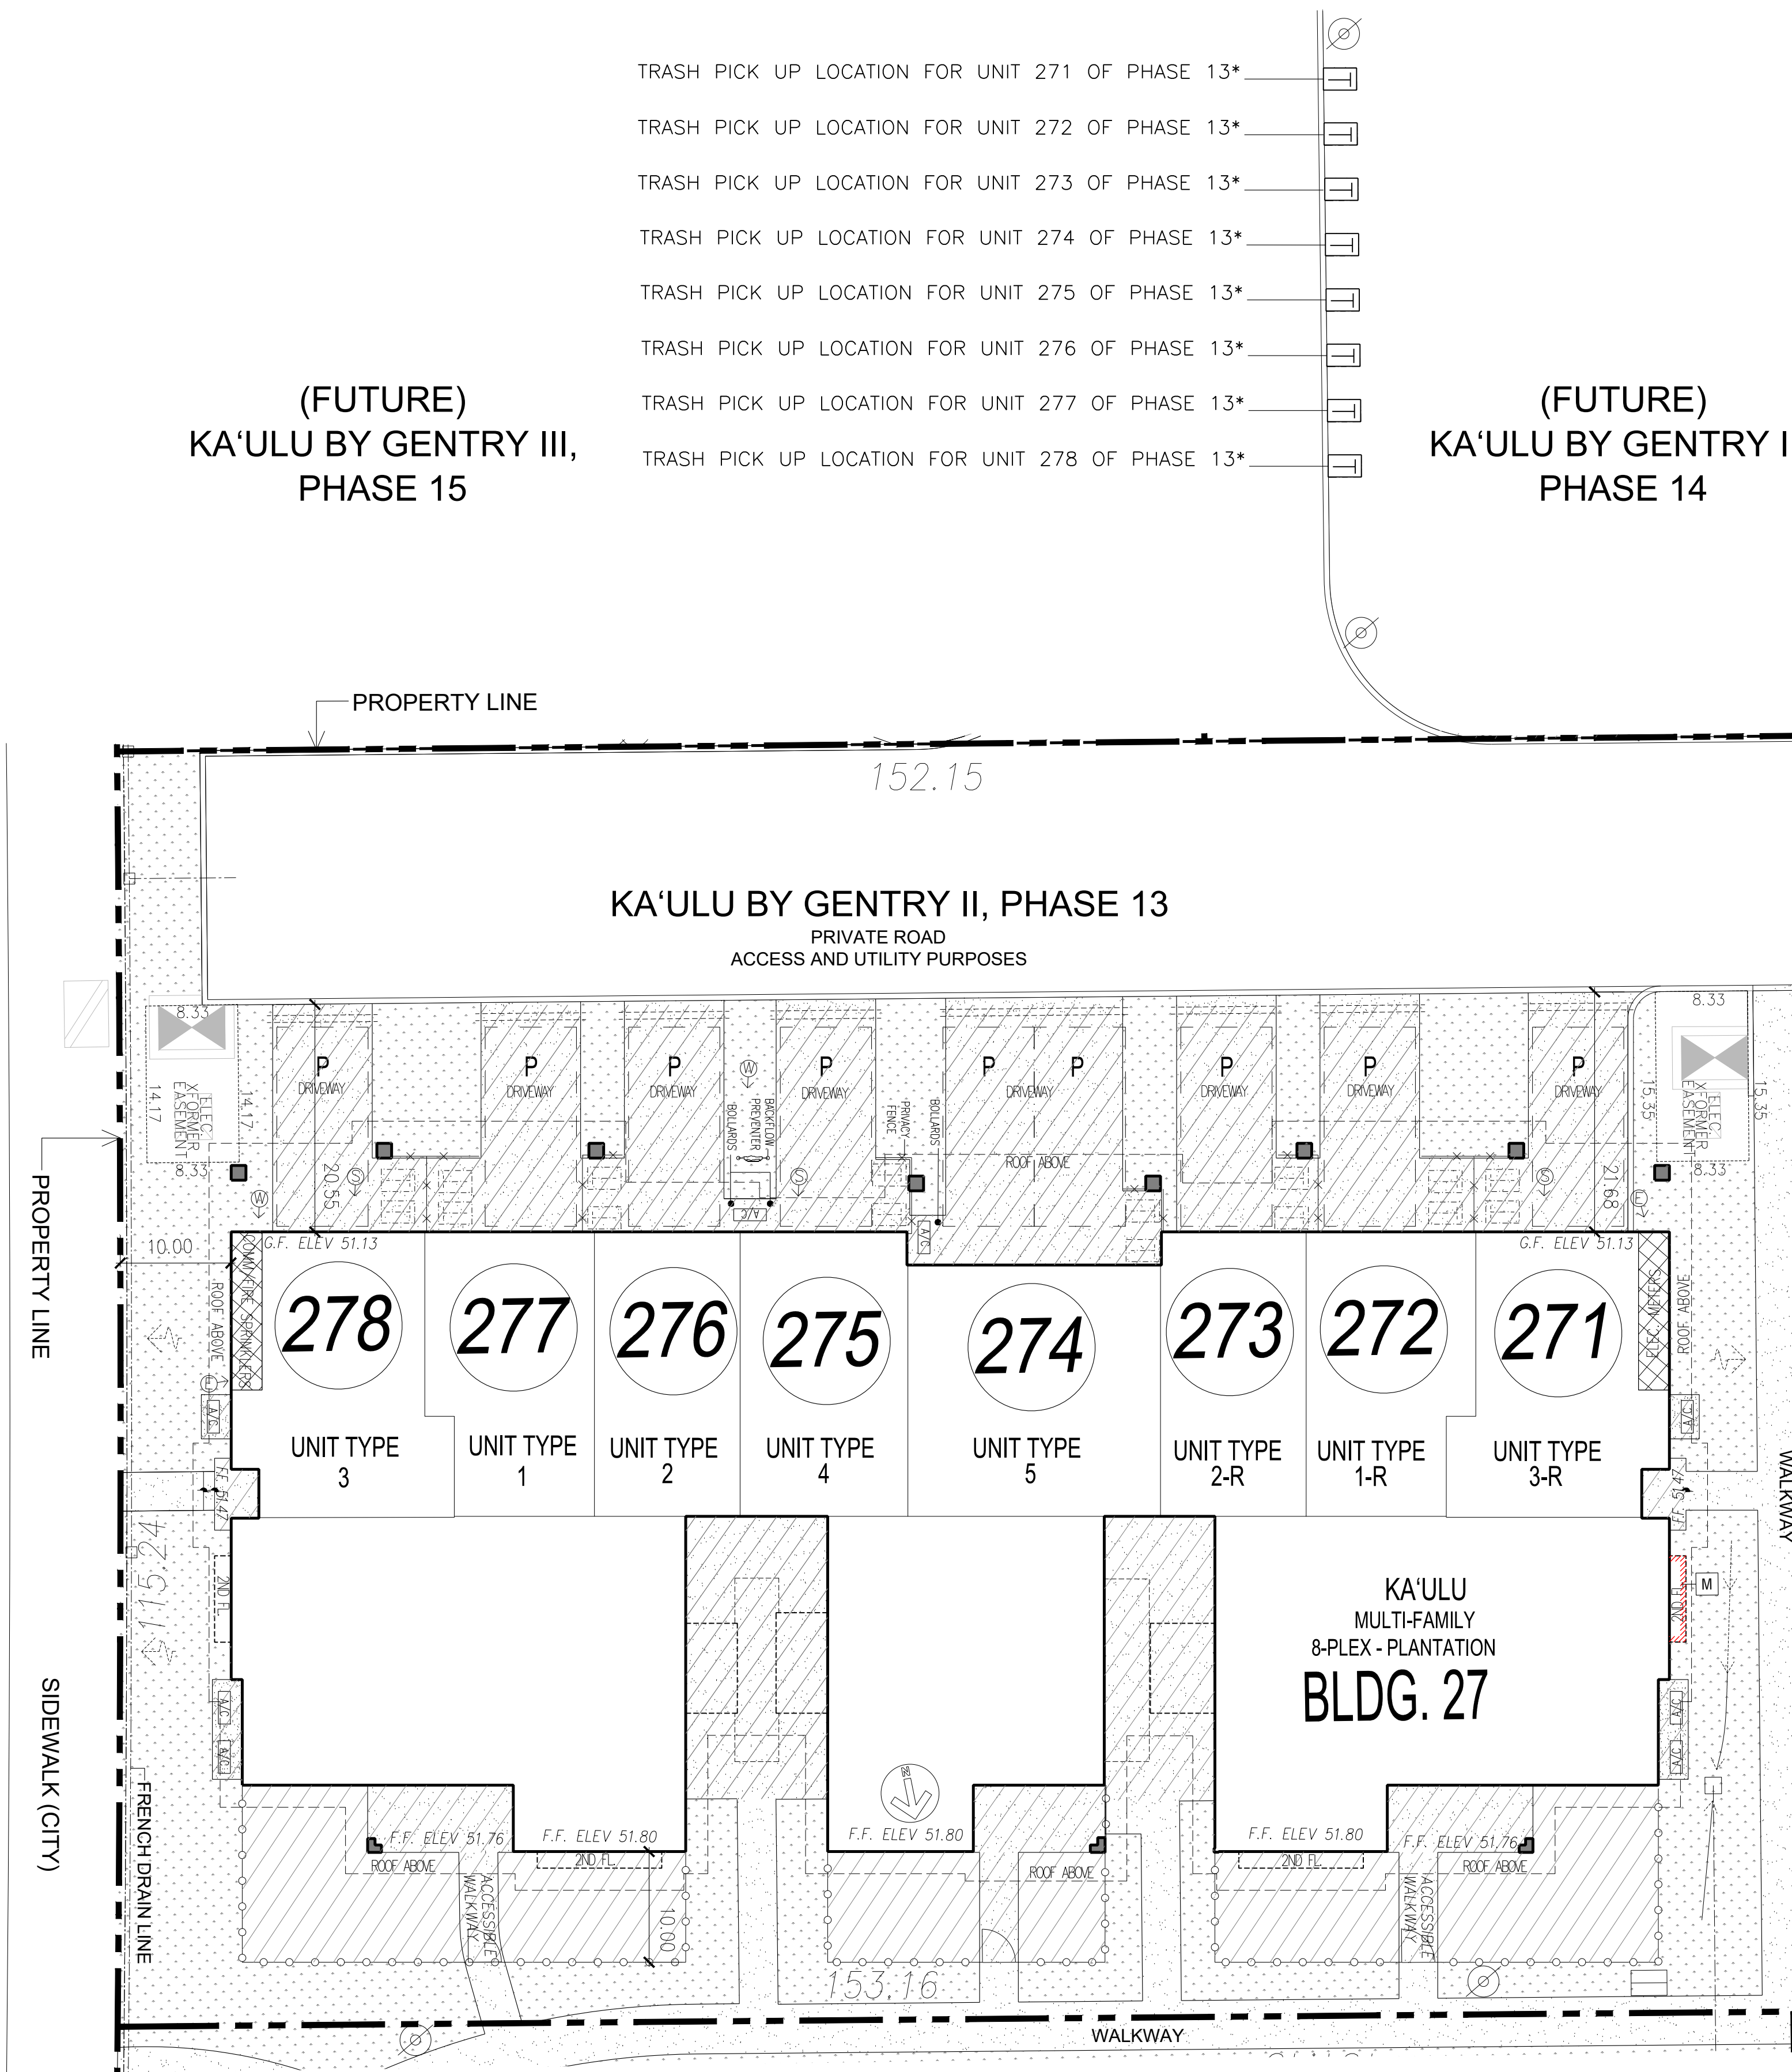 TRASH PICK UP LOCATION FOR UNIT 271 OF PHASE 13*
TRASH PICK UP LOCATION FOR UNIT 272 OF PHASE 13*
TRASH PICK UP LOCATION FOR UNIT 273 OF PHASE 13*
TRASH PICK UP LOCATION FOR UNIT 274 OF PHASE 13*
TRASH PICK UP LOCATION FOR UNIT 275 OF PHASE 13*
TRASH PICK UP LOCATION FOR UNIT 276 OF PHASE 13*
TRASH PICK UP LOCATION FOR UNIT 277 OF PHASE 13*
TRASH PICK UP LOCATION FOR UNIT 278 OF PHASE 13*
T
T
T
T
T
T
T
T
(FUTURE)
KA‘ULU BY GENTRY III,
PHASE 15
(FUTURE)
KA‘ULU BY GENTRY I
PHASE 14
PROPERTY LINE
152.15
KA‘ULU BY GENTRY II, PHASE 13
PRIVATE ROAD
ACCESS AND UTILITY PURPOSES
8.33
14.17
ELEC
XFORMER
EASEMENT
14.17
8.33
P
DRIVEWAY
P
DRIVEWAY
P
DRIVEWAY
W
BACKFLOW
PREVENTER
BOLLARDS
P
DRIVEWAY
PRIVACY
FENCE
BOLLARDS
P
P
DRIVEWAY
ROOF ABOVE
P
DRIVEWAY
P
DRIVEWAY
P
DRIVEWAY
8.33
15.35
ELEC
XFORMER
EASEMENT
15.35
8.33
W
20.55
S
S
A/C
A/C
S
21.68
E
PROPERTY LINE
10.00
G.F. ELEV 51.13
G.F. ELEV 51.13
COMM/FIRE SPRINKLERS
ROOF ABOVE
ELEC METERS
ROOF ABOVE
278
277
276
275
274
273
272
271
A/C
A/C
UNIT TYPE
3
UNIT TYPE
1
UNIT TYPE
2
UNIT TYPE
4
UNIT TYPE
5
UNIT TYPE
2-R
UNIT TYPE
1-R
UNIT TYPE
3-R
FF 51.47
FF 51.47
WALKWAY
115.24
2ND FL
2ND FL
M
KA‘ULU
MULTI-FAMILY
8-PLEX - PLANTATION
BLDG. 27
SIDEWALK (CITY)
A/C
A/C
A/C
A/C
FRENCH DRAIN LINE
N
F.F. ELEV 51.76
F.F. ELEV 51.80
F.F. ELEV 51.80
F.F. ELEV 51.80
F.F. ELEV 51.76
ROOF ABOVE
2ND FL.
ROOF ABOVE
2ND FL.
ROOF ABOVE
ACCESSIBLE
WALKWAY
10.00
ACCESSIBLE
WALKWAY
153.16
WALKWAY